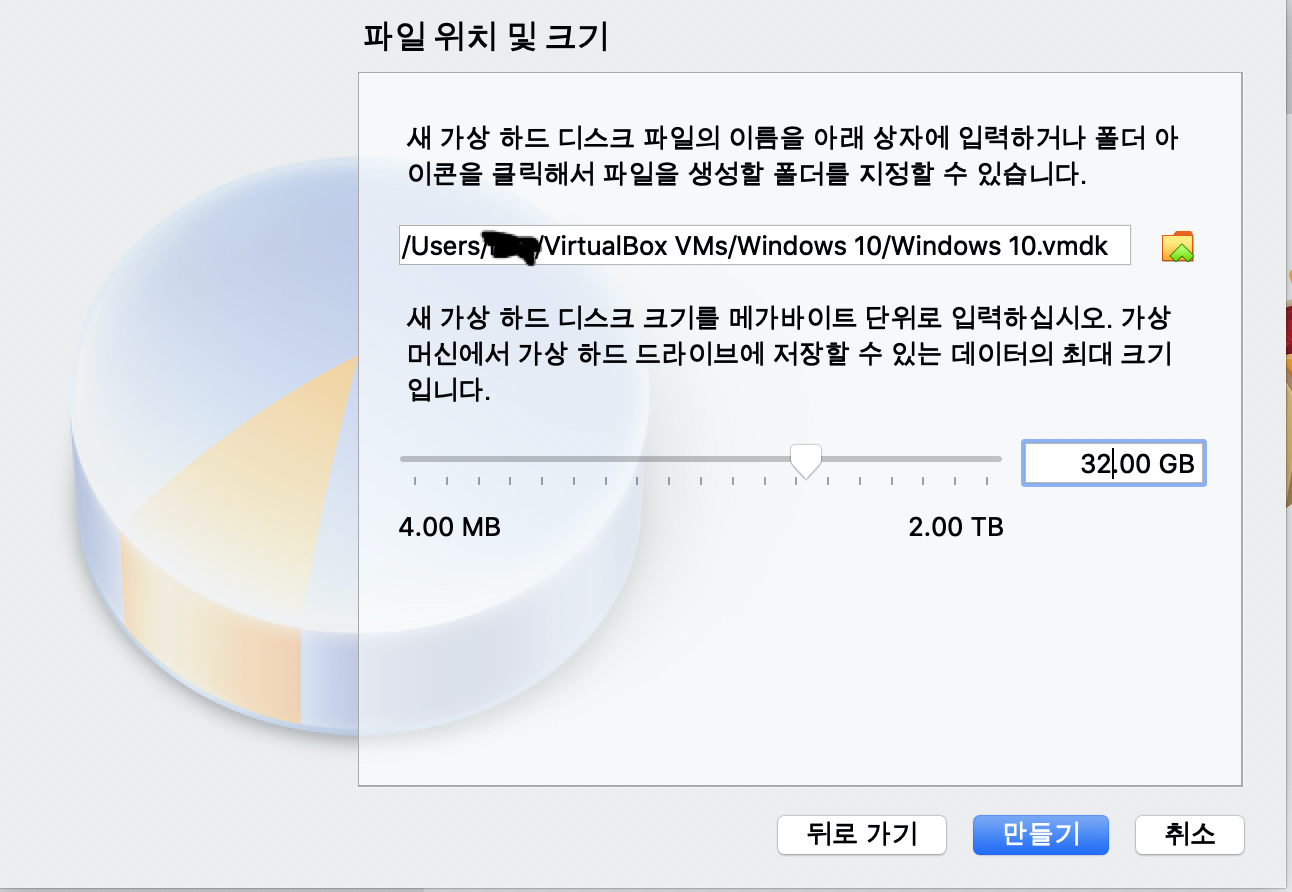 파일 위치 및 크기
새 가상 하드 디스크 파일의 이름을 아래 상자에 입력하거나 폴더 아
이콘을 클릭해서 파일을 생성할 폴더를 지정할 수 있습니다.
/Users/ /VirtualBox VMs/Windows 10/Windows 10.vmdk
새 가상 하드 디스크 크기를 메가바이트 단위로 입력하십시오. 가상
머신에서 가상 하드 드라이브에 저장할 수 있는 데이터의 최대 크기
입니다.
32.00 GB
4.00 MB 2.00 TB
뒤로 가기 만들기 취소